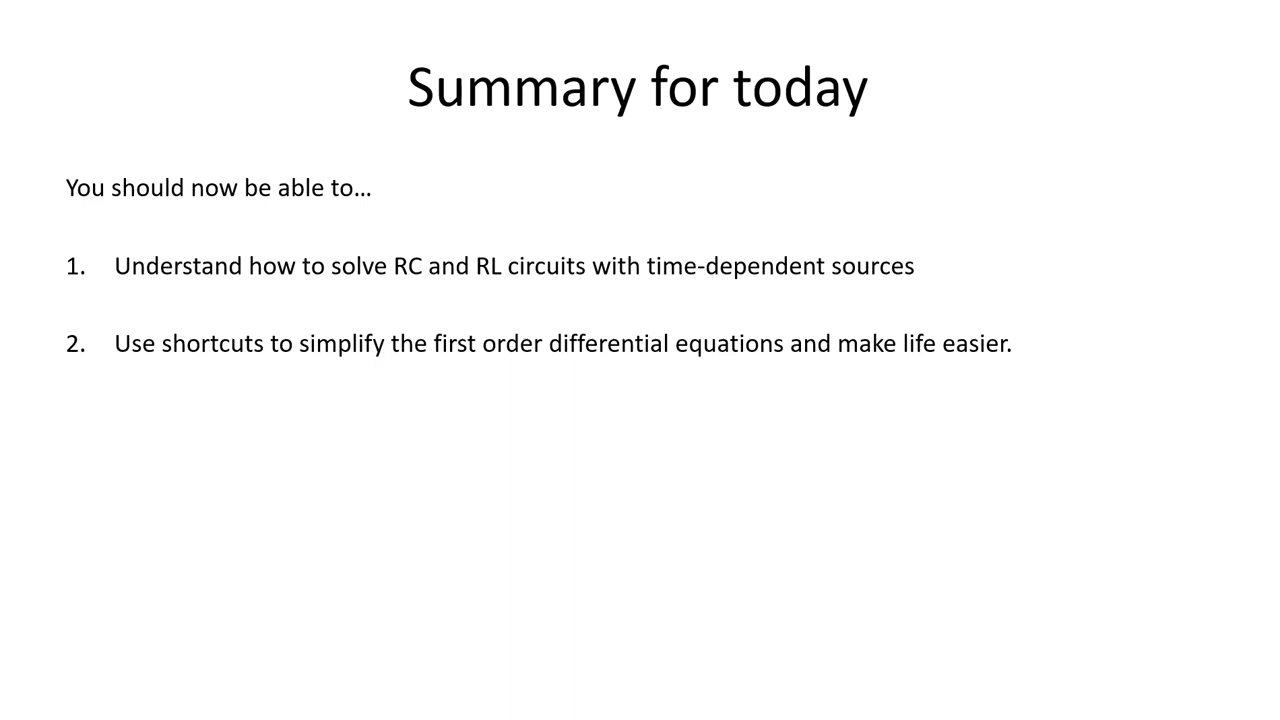 Summary for today
You should now be able to…
1. Understand how to solve RC and RL circuits with time-dependent sources
2. Use shortcuts to simplify the first order differential equations and make life easier.